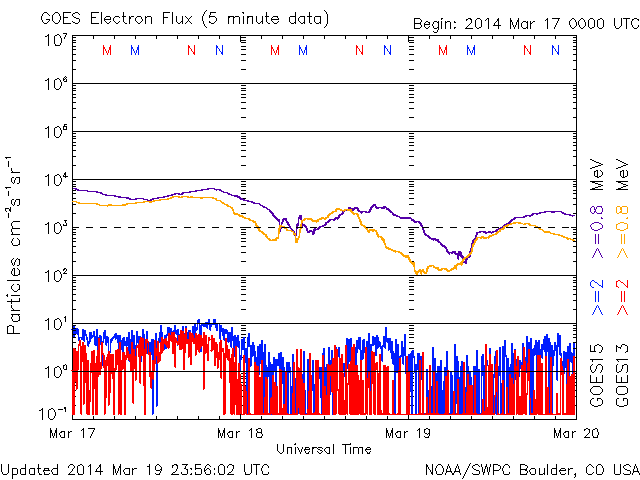 GOES Electron Flux (5 minute data)
Begin: 2014 Mar 17 0000 UTC
10⁷
M M N N M M N N M M N N
10⁶
10⁵
10⁴
10³
10²
10¹
10⁰
10⁻¹
Particles cm⁻²s⁻¹sr⁻¹
Mar 17 Mar 18 Mar 19 Mar 20
Universal Time
GOES15 >=2 >=0.8 MeV
GOES13 >=2 >=0.8 MeV
Updated 2014 Mar 19 23:56:02 UTC
NOAA/SWPC Boulder, CO USA